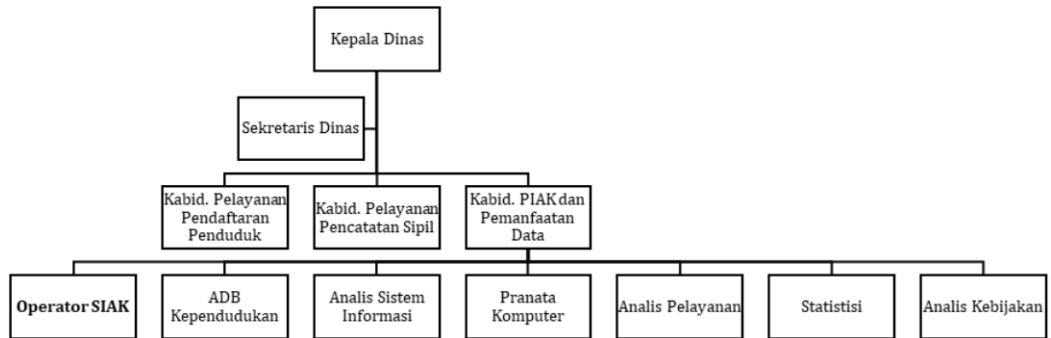 Kepala Dinas
Sekretaris Dinas
Kabid. Pelayanan
Pendaftaran
Penduduk
Kabid. Pelayanan
Pencatatan Sipil
Kabid. PIAK dan
Pemanfaatan
Data
Operator SIAK
ADB
Kependudukan
Analis Sistem
Informasi
Pranata
Komputer
Analis Pelayanan
Statistisi
Analis Kebijakan